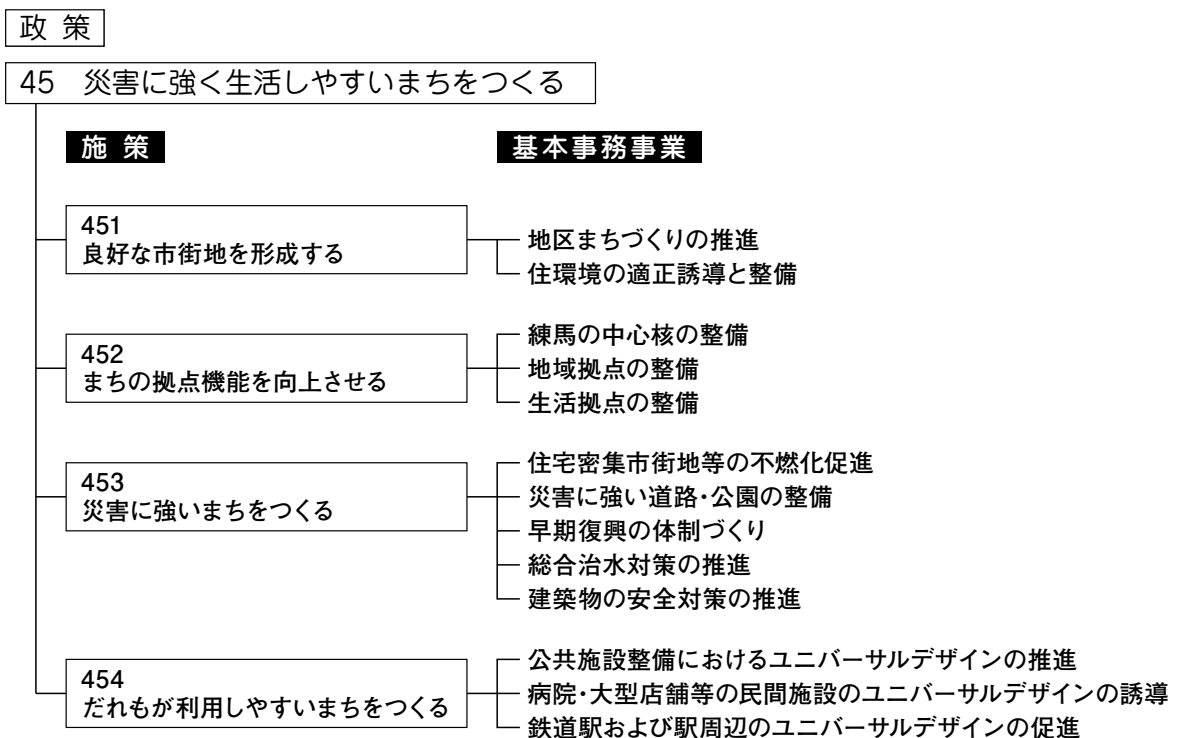 政策
45 災害に強く生活しやすいまちをつくる
施策
基本事務事業
451
良好な市街地を形成する
地区まちづくりの推進
住環境の適正誘導と整備
452
まちの拠点機能を向上させる
練馬の中心核の整備
地域拠点の整備
生活拠点の整備
453
災害に強いまちをつくる
住宅密集市街地等の不燃化促進
災害に強い道路・公園の整備
早期復興の体制づくり
総合治水対策の推進
建築物の安全対策の推進
454
だれもが利用しやすいまちをつくる
公共施設整備におけるユニバーサルデザインの推進
病院・大型店舗等の民間施設のユニバーサルデザインの誘導
鉄道駅および駅周辺のユニバーサルデザインの促進